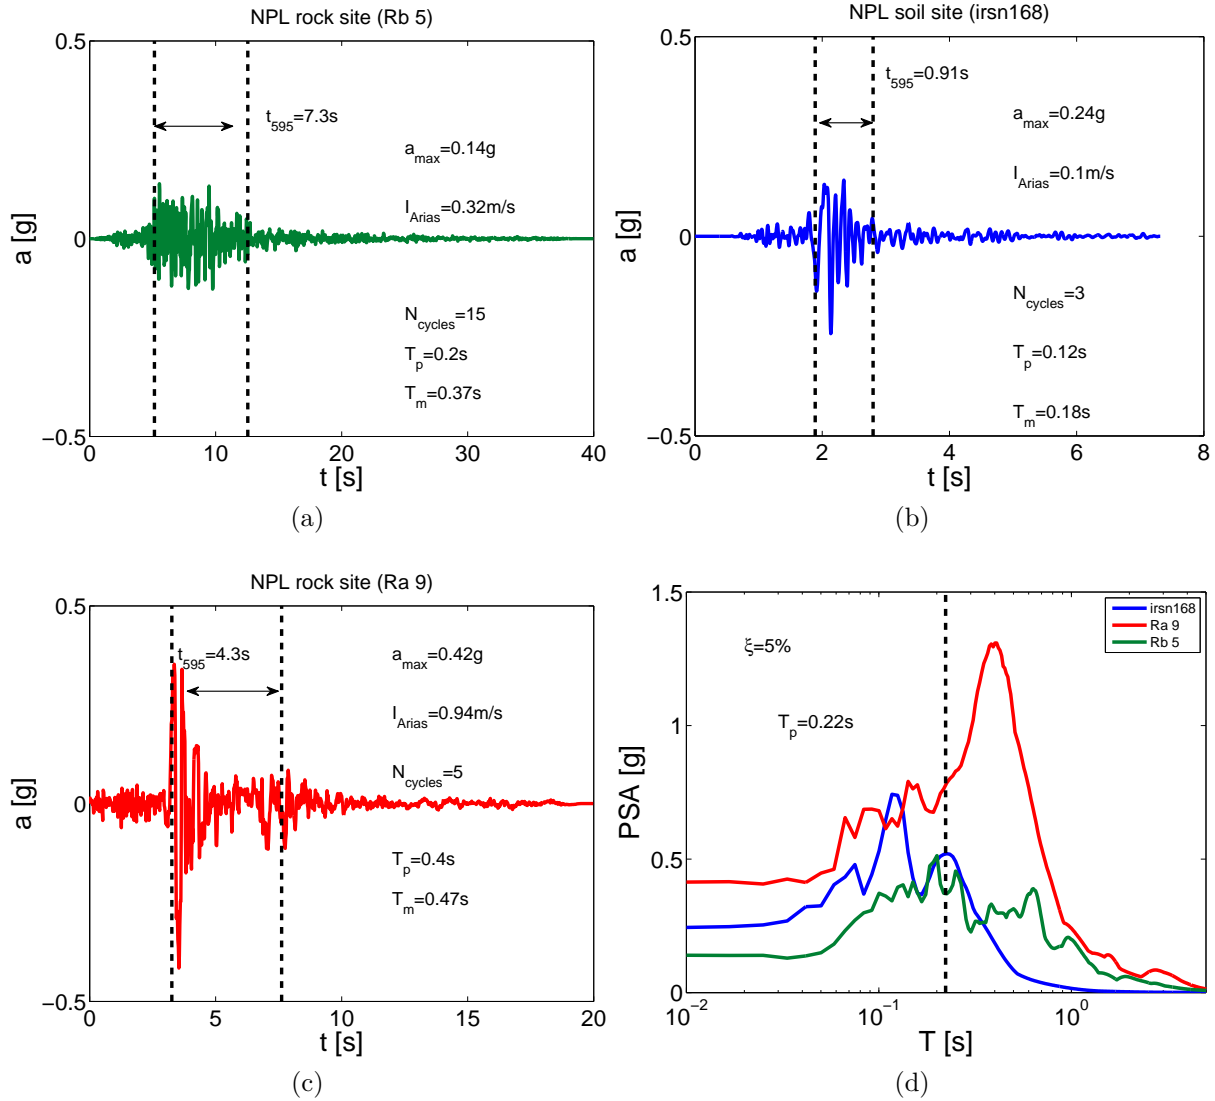 NPL rock site (Rb 5)
0.5
t595=7.3s
amax=0.14g
IArias=0.32m/s
a [g]
0
Ncycles=15
Tp=0.2s
Tm=0.37s
−0.5
0 10 20 30 40
t [s]
(a)
NPL soil site (irsn168)
0.5
t595=0.91s
amax=0.24g
IArias=0.1m/s
a [g]
0
Ncycles=3
Tp=0.12s
Tm=0.18s
−0.5
0 2 4 6 8
t [s]
(b)
NPL rock site (Ra 9)
0.5
t595=4.3s
amax=0.42g
IArias=0.94m/s
Ncycles=5
a [g]
0
Tp=0.4s
Tm=0.47s
−0.5
0 5 10 15 20
t [s]
(c)
1.5
irsn168
Ra 9
Rb 5
ξ=5%
Tp=0.22s
1
PSA [g]
0.5
0
10−2 10−1 100
T [s]
(d)